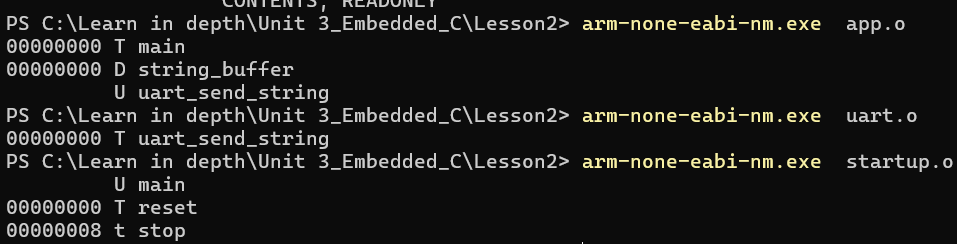 CONTENTS, READONLY
PS C:\Learn in depth\Unit 3_Embedded_C\Lesson2> arm-none-eabi-nm.exe  app.o
00000000 T main
00000000 D string_buffer
         U uart_send_string
PS C:\Learn in depth\Unit 3_Embedded_C\Lesson2> arm-none-eabi-nm.exe  uart.o
00000000 T uart_send_string
PS C:\Learn in depth\Unit 3_Embedded_C\Lesson2> arm-none-eabi-nm.exe  startup.o
         U main
00000000 T reset
00000008 t stop